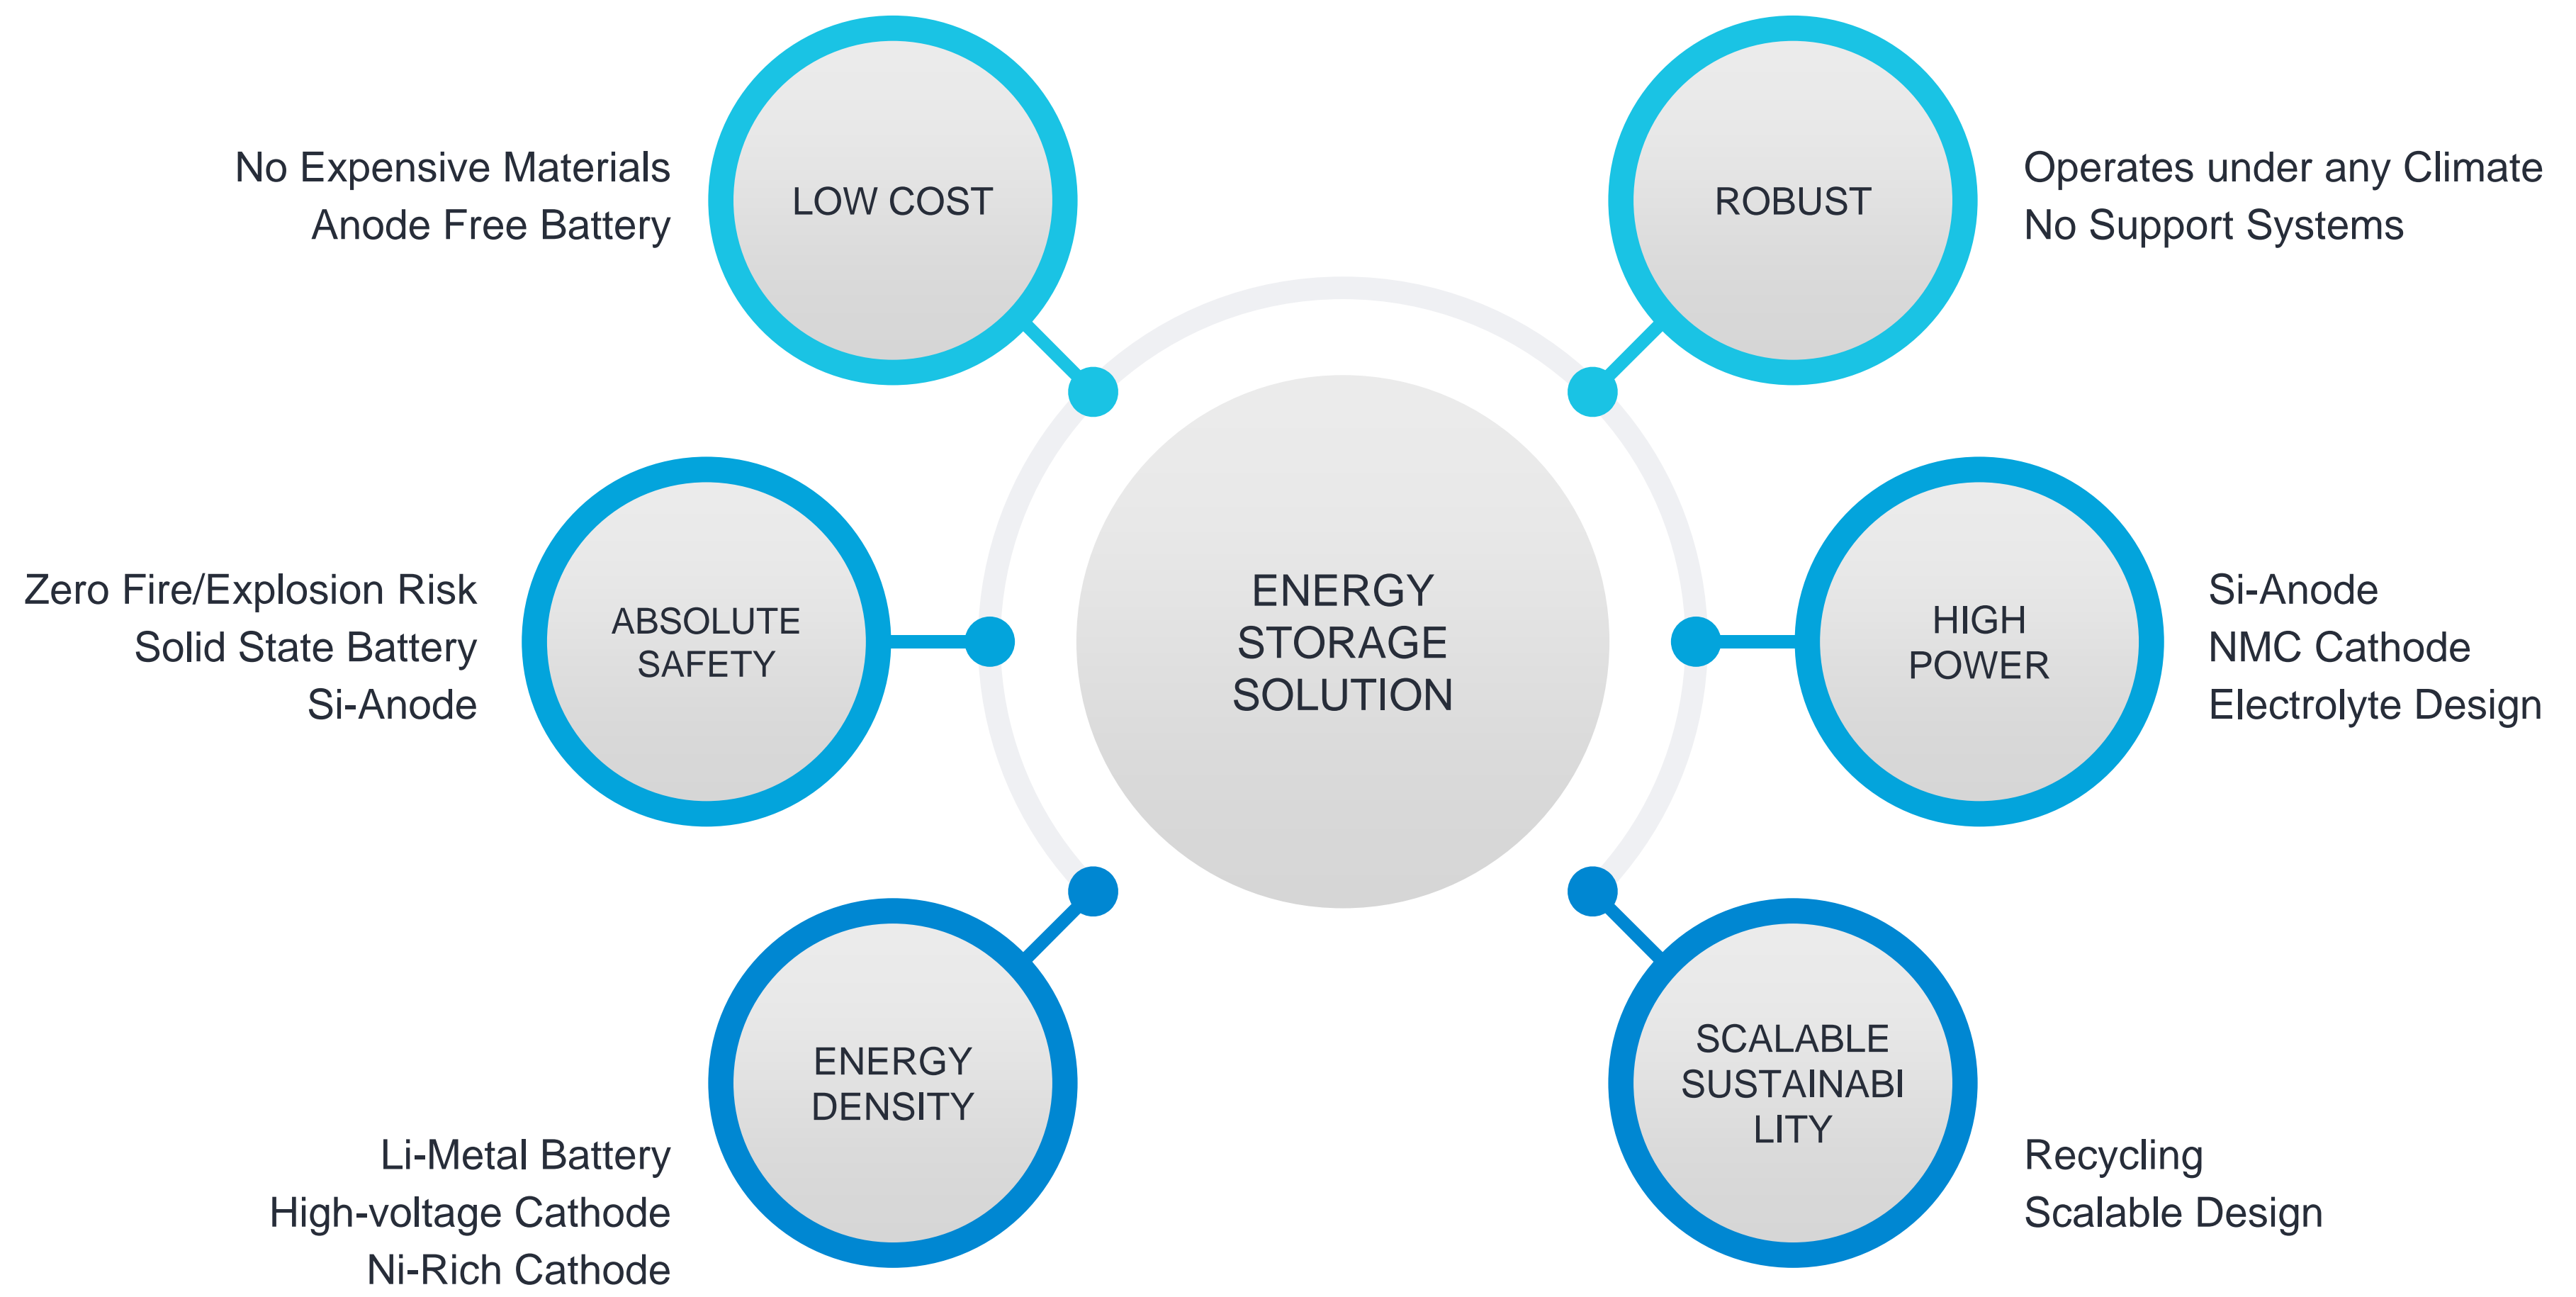 No Expensive Materials
Anode Free Battery
LOW COST
ROBUST
Operates under any Climate
No Support Systems
Zero Fire/Explosion Risk
Solid State Battery
Si-Anode
ABSOLUTE
SAFETY
ENERGY
STORAGE
SOLUTION
HIGH
POWER
Si-Anode
NMC Cathode
Electrolyte Design
ENERGY
DENSITY
Li-Metal Battery
High-voltage Cathode
Ni-Rich Cathode
SCALABLE
SUSTAINABI
LITY
Recycling
Scalable Design